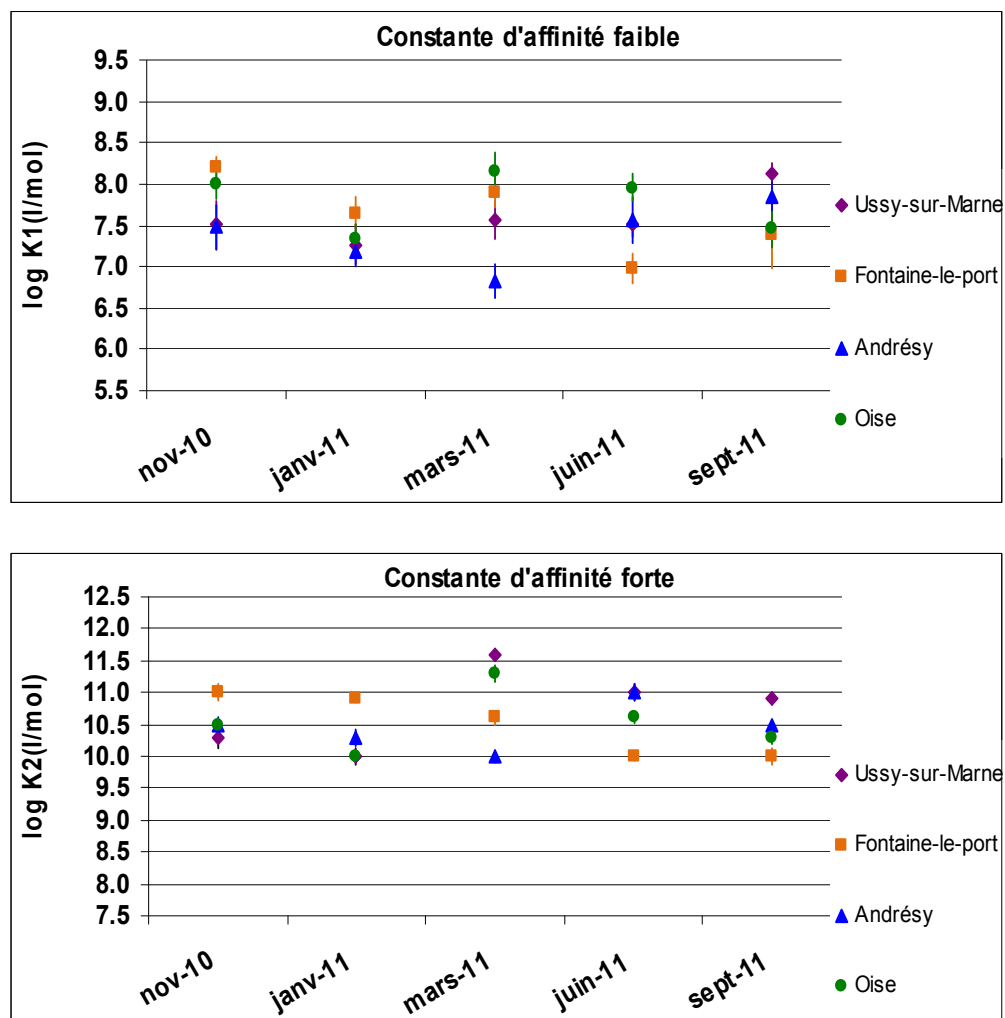 Constante d'affinité faible
log K1(l/mol)
9.5
9.0
8.5
8.0
7.5
7.0
6.5
6.0
5.5
nov-10
janv-11
mars-11
juin-11
sept-11
Ussy-sur-Marne
Fontaine-le-port
Andrésy
Oise
Constante d'affinité forte
log K2(l/mol)
12.5
12.0
11.5
11.0
10.5
10.0
9.5
9.0
8.5
8.0
7.5
nov-10
janv-11
mars-11
juin-11
sept-11
Ussy-sur-Marne
Fontaine-le-port
Andrésy
Oise